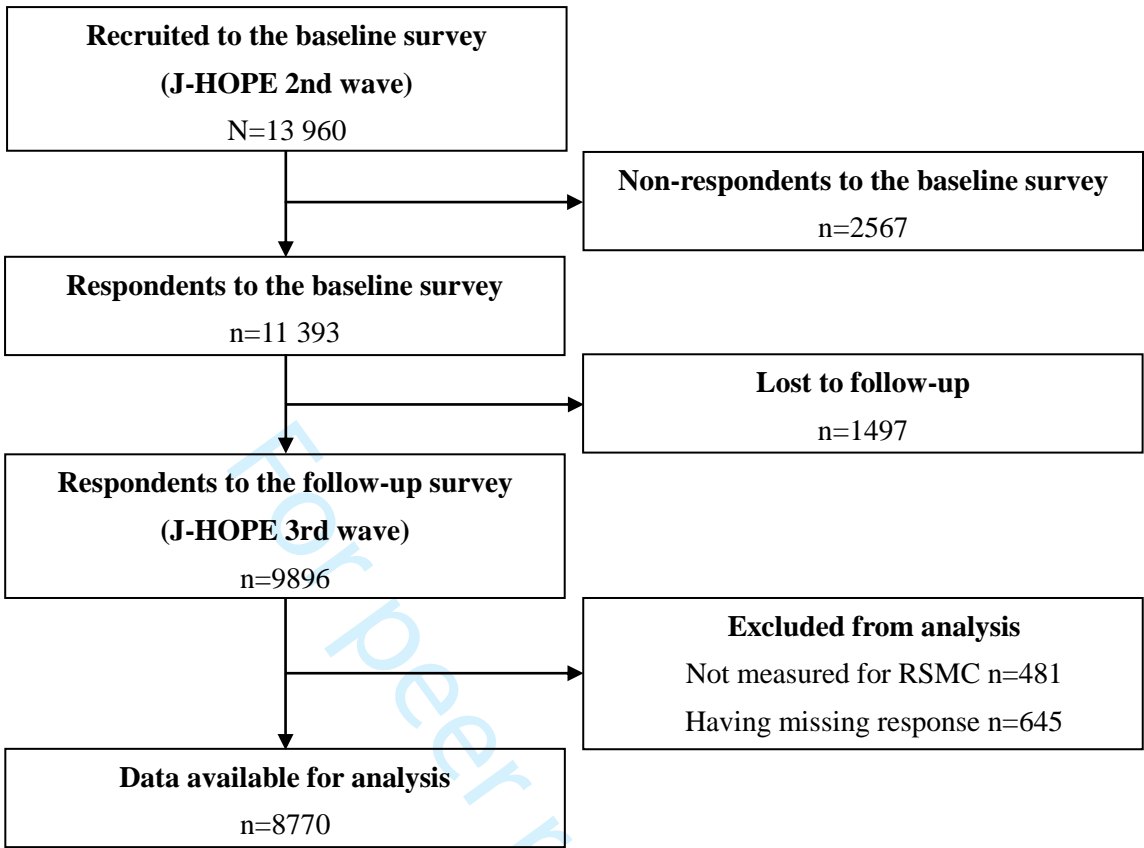 Recruited to the baseline survey
(J-HOPE 2nd wave)
N=13 960
Non-respondents to the baseline survey
n=2567
Respondents to the baseline survey
n=11 393
Lost to follow-up
n=1497
Respondents to the follow-up survey
(J-HOPE 3rd wave)
n=9896
Excluded from analysis
Not measured for RSMC n=481
Having missing response n=645
Data available for analysis
n=8770
For peer r